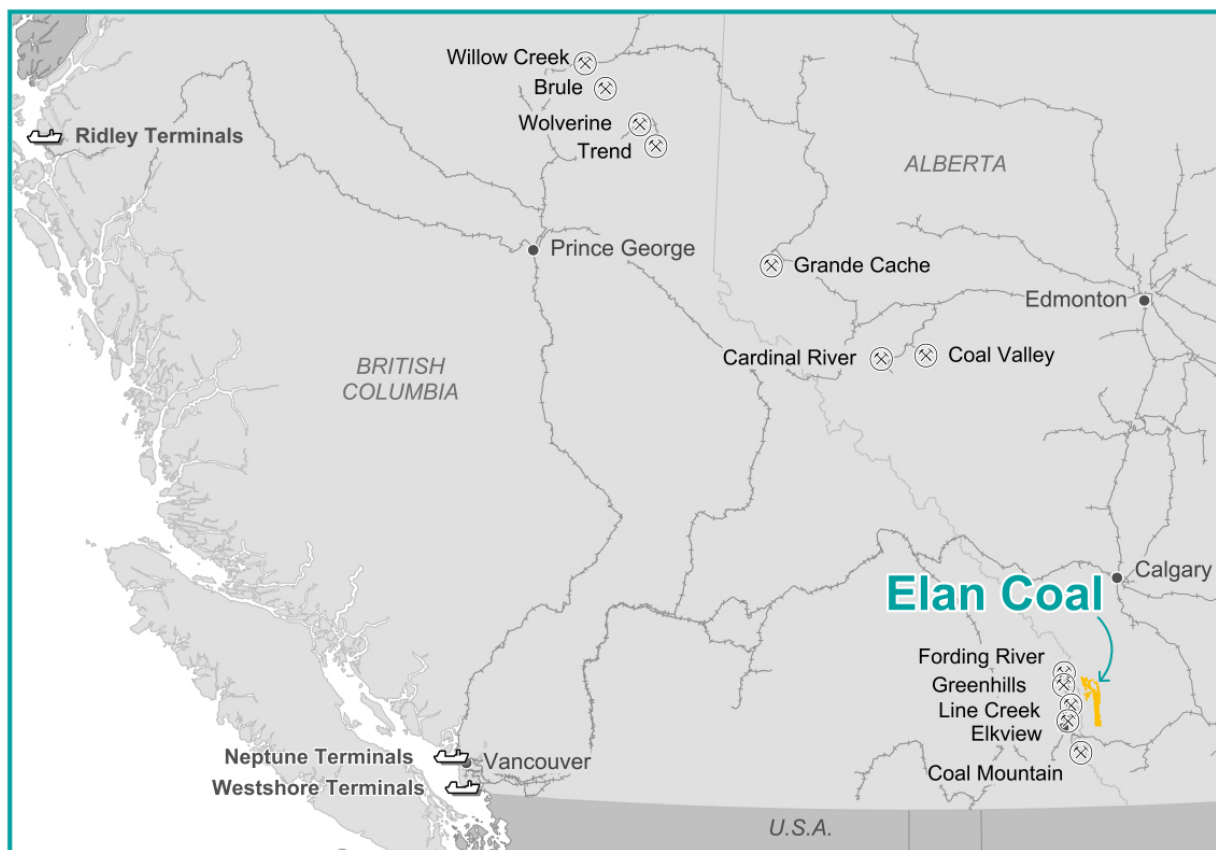 Willow Creek
Brule
Ridley Terminals
Wolverine
Trend
ALBERTA
Prince George
Grande Cache
Edmonton
Cardinal River
Coal Valley
BRITISH
COLUMBIA
Calgary
Elan Coal
Fording River
Greenhills
Line Creek
Elkview
Neptune Terminals
Vancouver
Coal Mountain
Westshore Terminals
U.S.A.